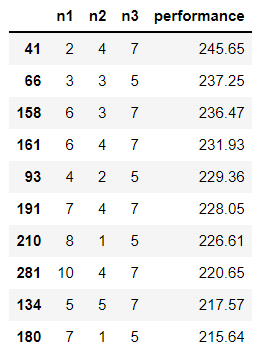 n1 n2 n3 performance
41 2 4 7 245.65
66 3 3 5 237.25
158 6 3 7 236.47
161 6 4 7 231.93
93 4 2 5 229.36
191 7 4 7 228.05
210 8 1 5 226.61
281 10 4 7 220.65
134 5 5 7 217.57
180 7 1 5 215.64